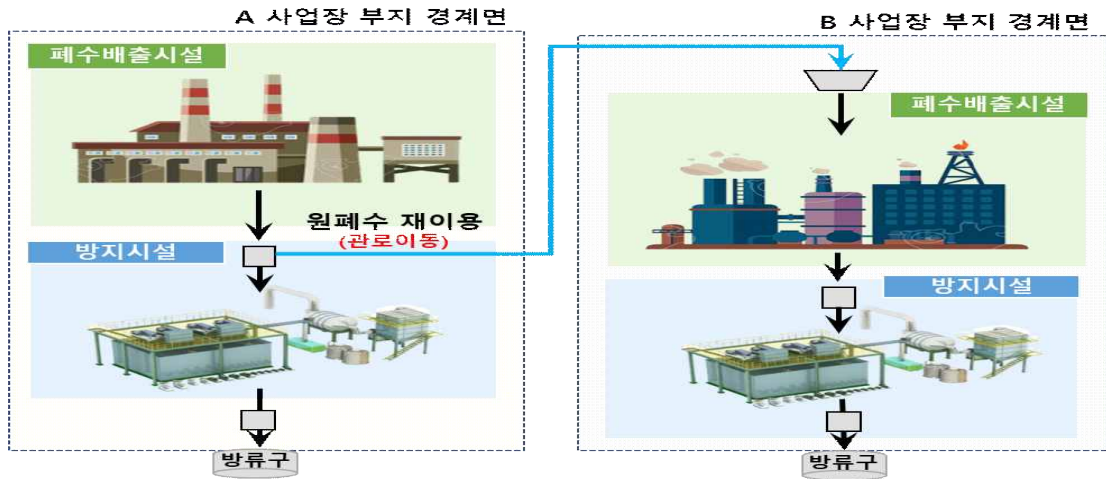 A 사업장 부지 경계면
폐수배출시설
원폐수 재이용
(관로이동)
방지시설
방류구
B 사업장 부지 경계면
폐수배출시설
방지시설
방류구